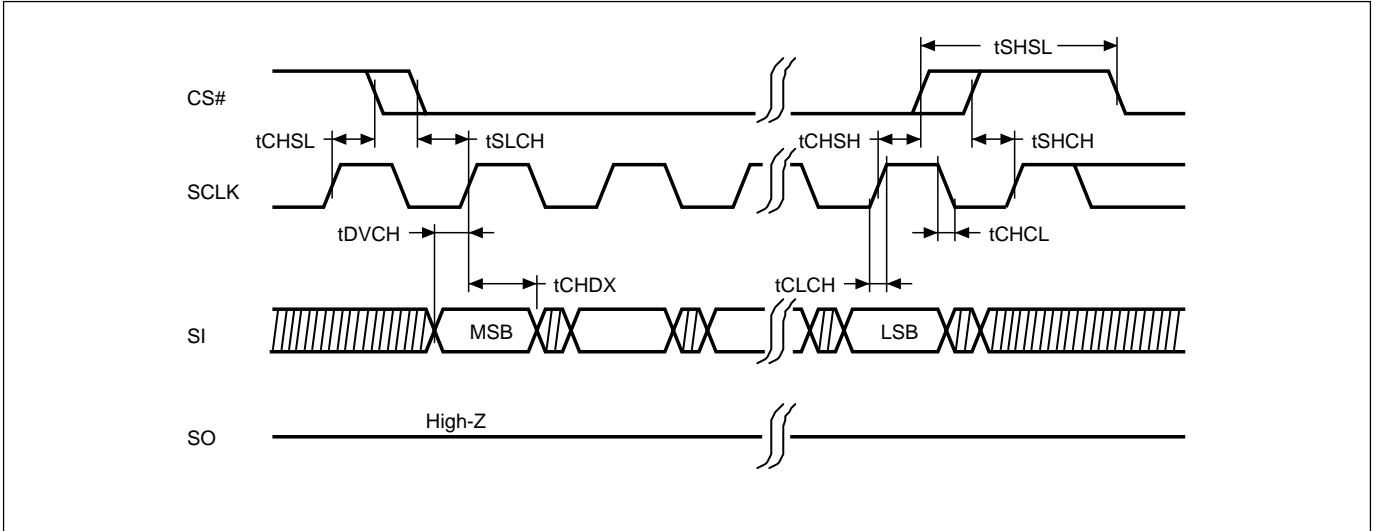 tSHSL
CS#
tCHSL
tSLCH
tCHSH
tSHCH
SCLK
tDVCH
tCHCL
tCHDX
tCLCH
SI
MSB
LSB
High-Z
SO